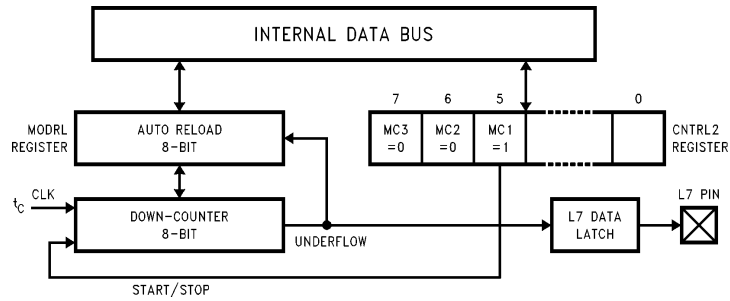 INTERNAL DATA BUS
7
6
5
0
MODRL
REGISTER
AUTO RELOAD
8-BIT
MC3
=0
MC2
=0
MC1
=1
CNTRL2
REGISTER
tC
CLK
DOWN-COUNTER
8-BIT
UNDERFLOW
L7 DATA
LATCH
L7 PIN
START/STOP